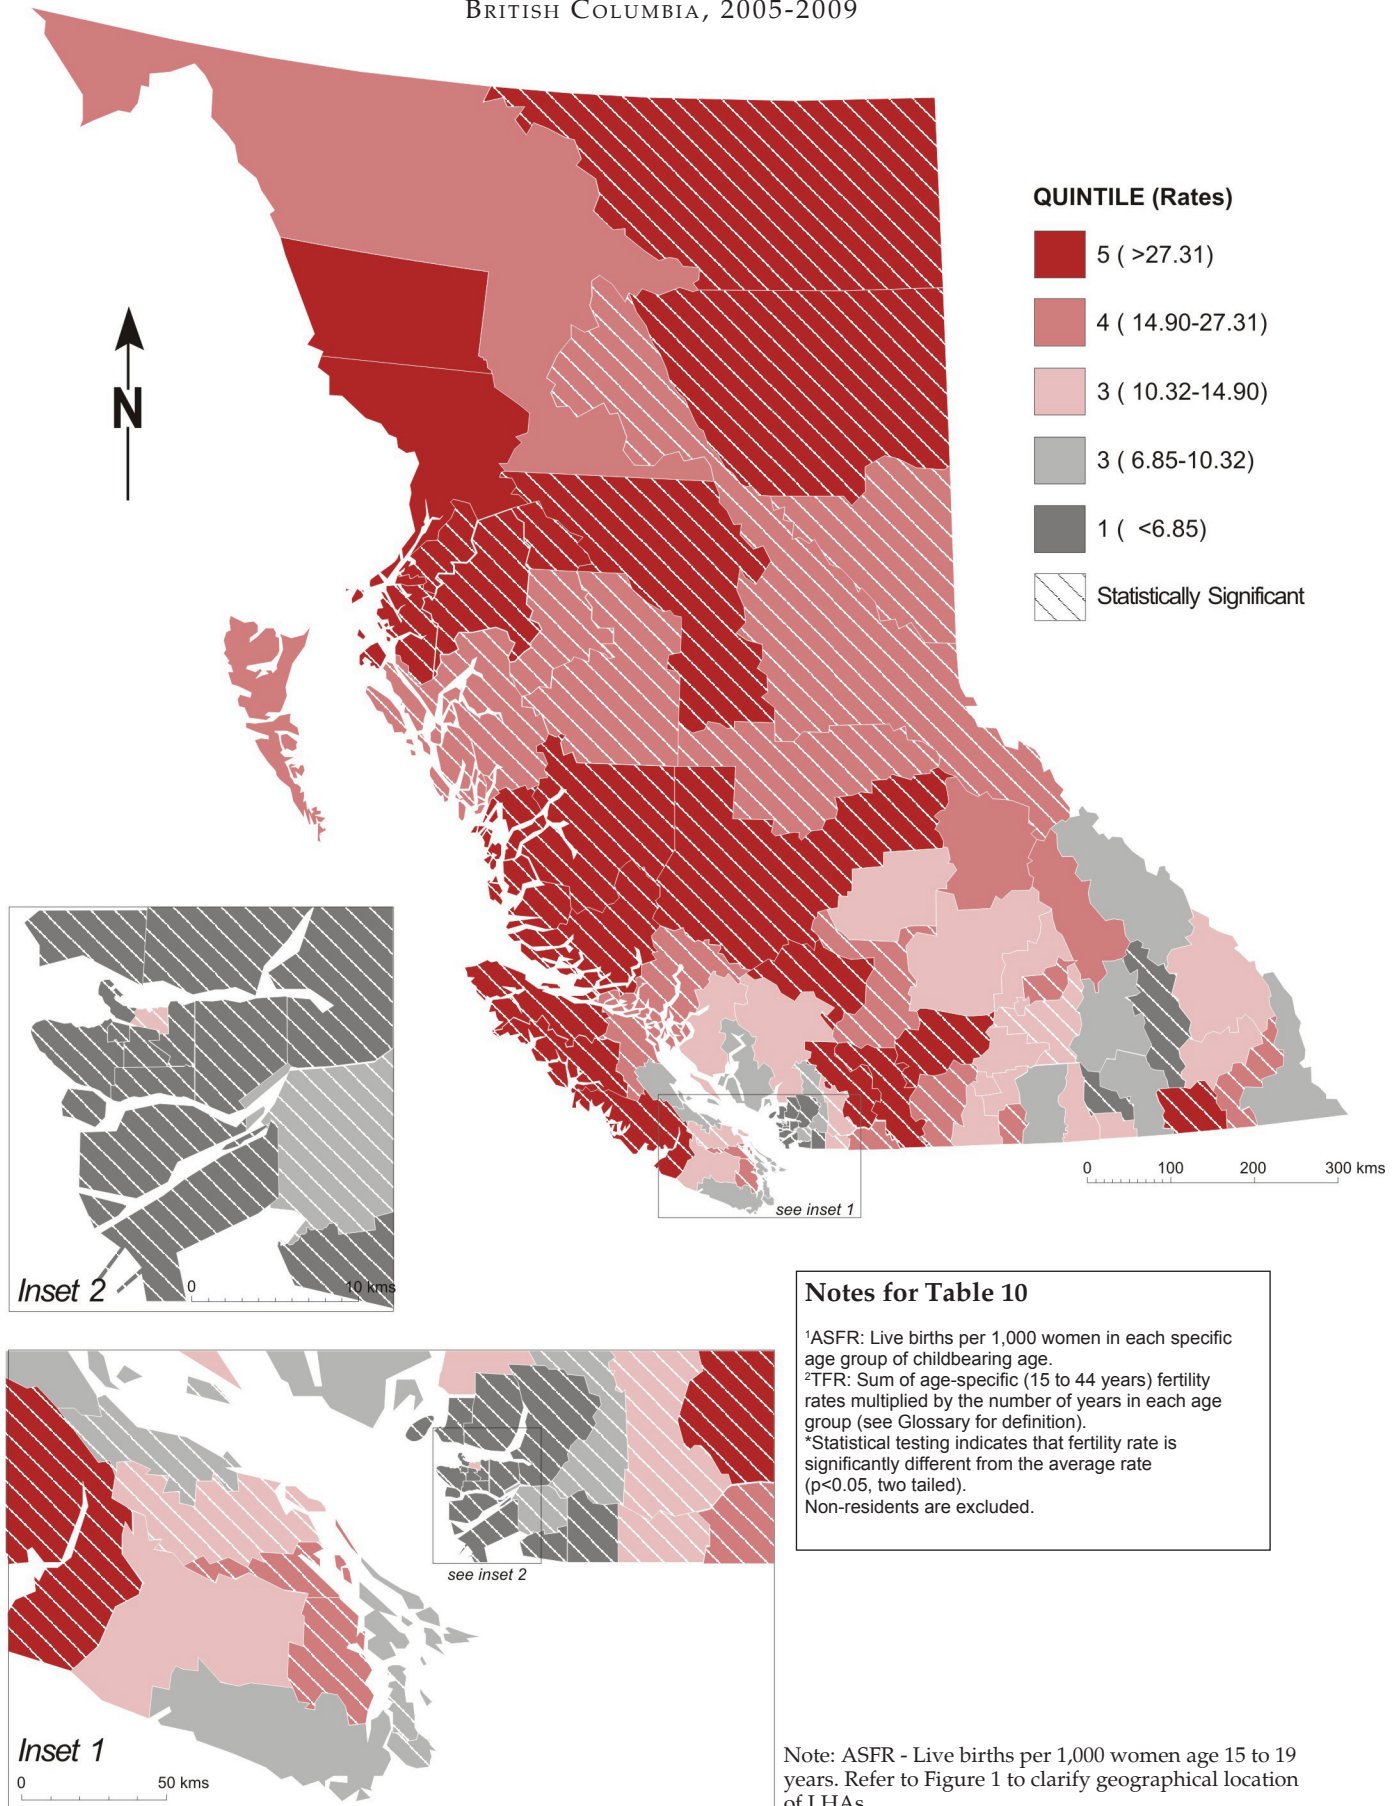 BRITISH COLUMBIA, 2005-2009
QUINTILE (Rates)
5 ( >27.31)
4 ( 14.90-27.31)
3 ( 10.32-14.90)
3 ( 6.85-10.32)
1 ( <6.85)
Statistically Significant
N
0 100 200 300 kms
see inset 1
Inset 2
0 10 kms
Notes for Table 10
¹ASFR: Live births per 1,000 women in each specific
age group of childbearing age.
²TFR: Sum of age-specific (15 to 44 years) fertility
rates multiplied by the number of years in each age
group (see Glossary for definition).
*Statistical testing indicates that fertility rate is
significantly different from the average rate
(p<0.05, two tailed).
Non-residents are excluded.
see inset 2
Inset 1
0 50 kms
Note: ASFR - Live births per 1,000 women age 15 to 19
years. Refer to Figure 1 to clarify geographical location
of LHAs